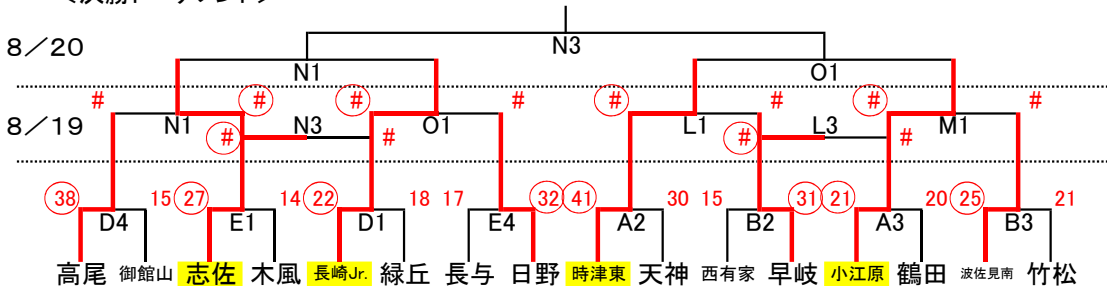 N3
8/20
N1 O1
# # # # # # # #
8/19 N1 N3 O1 L1 L3 M1
# # # #
38 15 27 14 22 18 17 32 41 30 15 31 21 20 25 21
D4 E1 D1 E4 A2 B2 A3 B3
高尾 御館山 志佐 木風 長崎Jr. 緑丘 長与 日野 時津東 天神 西有家 早岐 小江原 鶴田 波佐見南 竹松